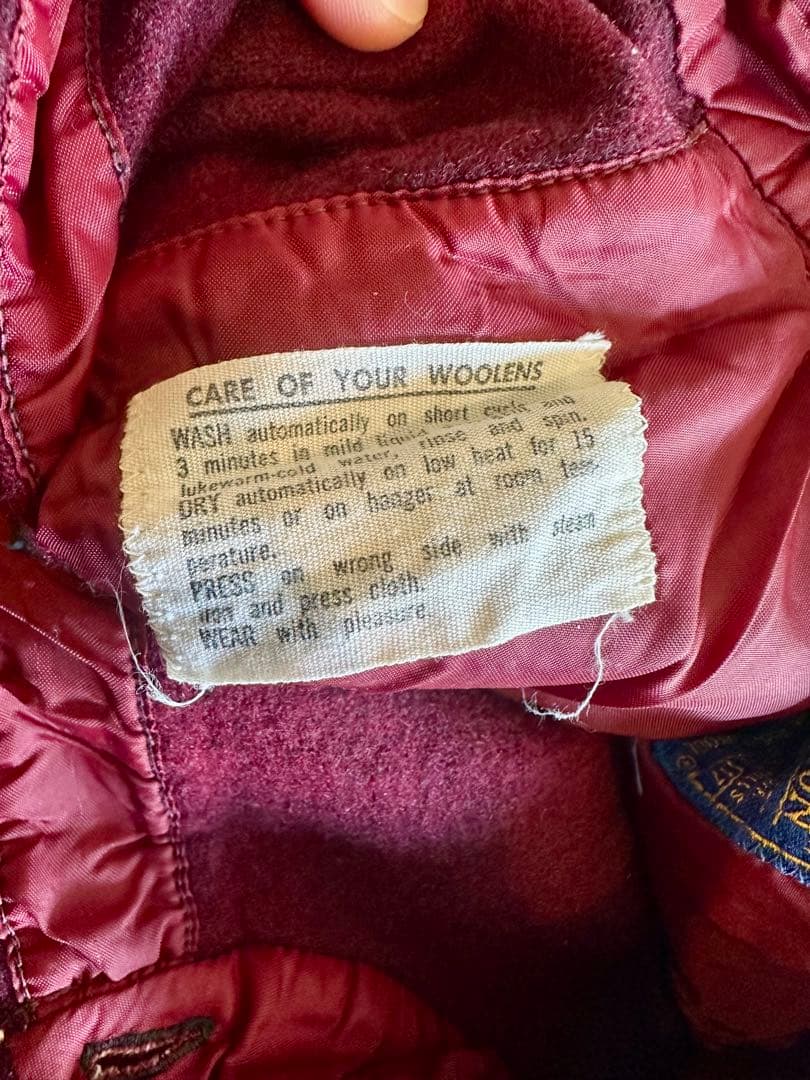 CARE OF YOUR WOOLENS
WASH automatically on short cycle and
3 minutes in mild liquid
lukewarm-cold water, rinse and spin.
DRY automatically on low heat for 15
minutes or on hanger at room tem-
perature.
PRESS on wrong side with steam
iron and press cloth.
WEAR with pleasure